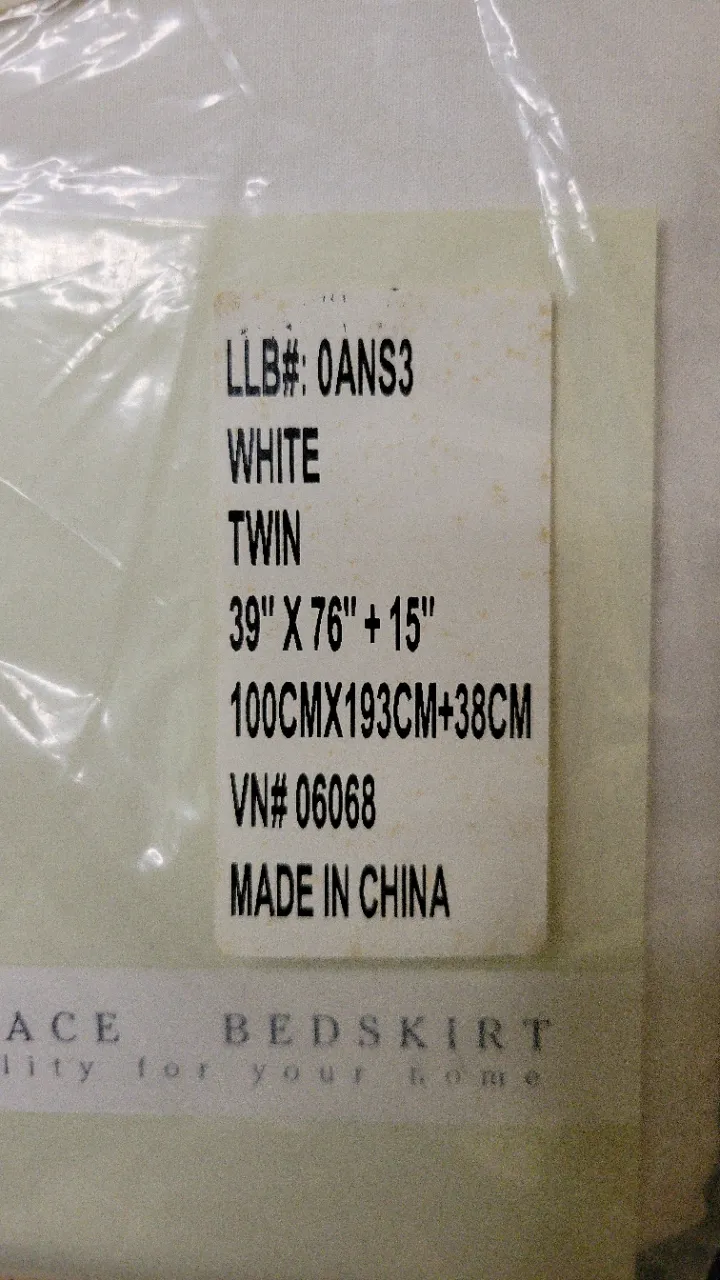 LLB#: 0ANS3
WHITE
TWIN
39" X 76" + 15"
100CMX193CM+38CM
VN# 06068
MADE IN CHINA
ACE BEDSKIRT
lity for your home